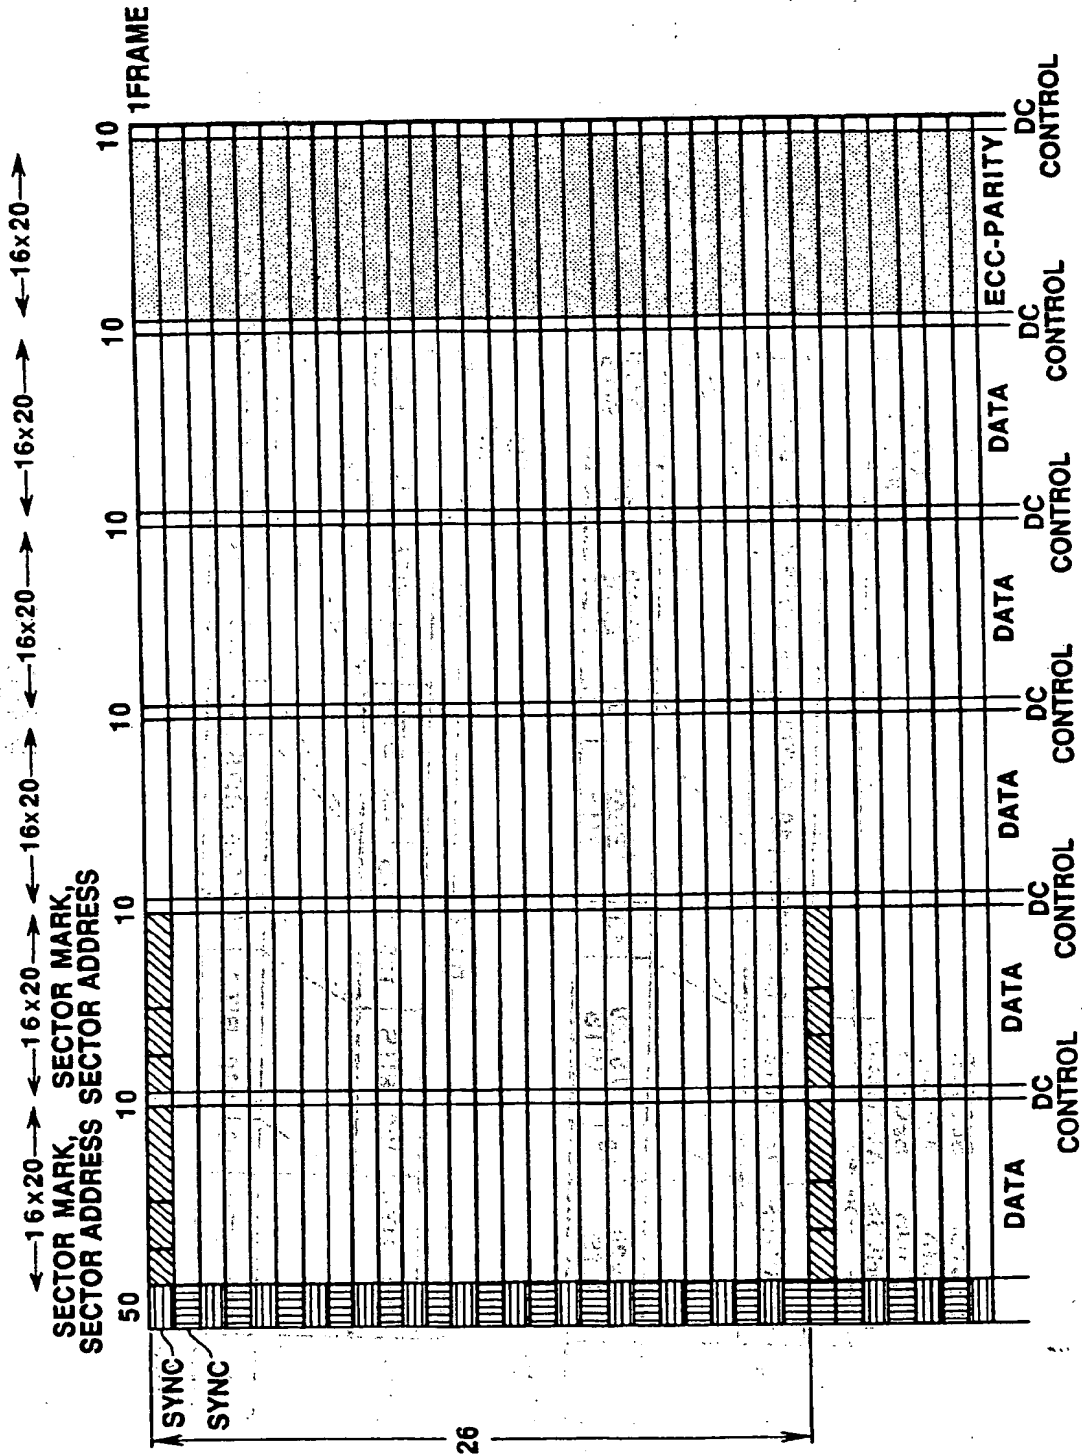 ←16x20→ ←16x20→ ←16x20→ ←16x20→ ←16x20→ ←16x20→
SECTOR MARK, SECTOR MARK,
SECTOR ADDRESS SECTOR ADDRESS
50 10 10 10 10 10 10 1FRAME
SYNC
SYNC
26
DATA DATA DATA DATA DATA ECC-PARITY
DC CONTROL
DC CONTROL
DC CONTROL
DC CONTROL
DC CONTROL
DC CONTROL